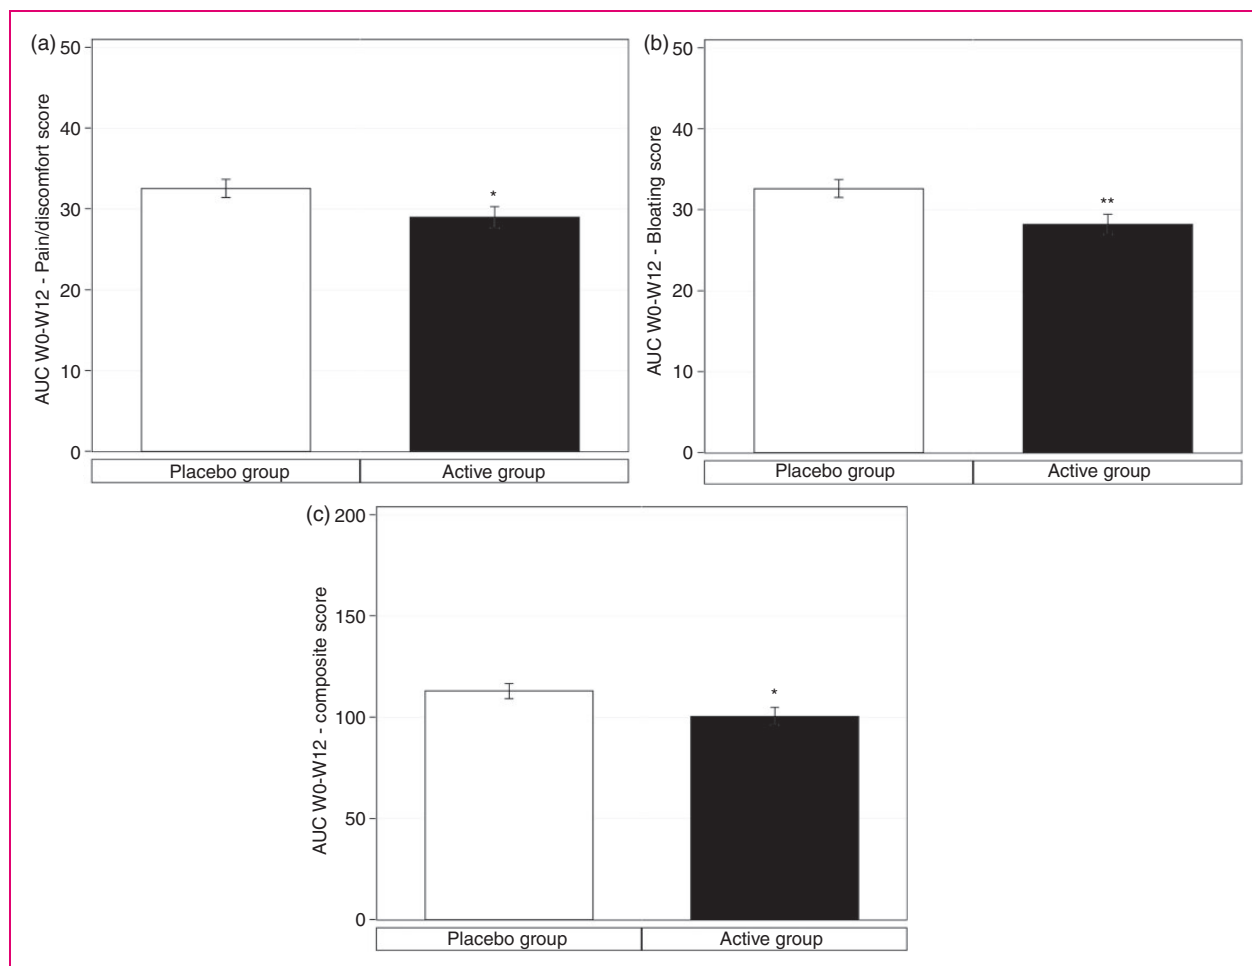 (a)
AUC W0-W12 - Pain/discomfort score
50
40
30
20
10
0
*
Placebo group
Active group
(b)
AUC W0-W12 - Bloating score
50
40
30
20
10
0
**
Placebo group
Active group
(c)
AUC W0-W12 - composite score
200
150
100
50
0
*
Placebo group
Active group